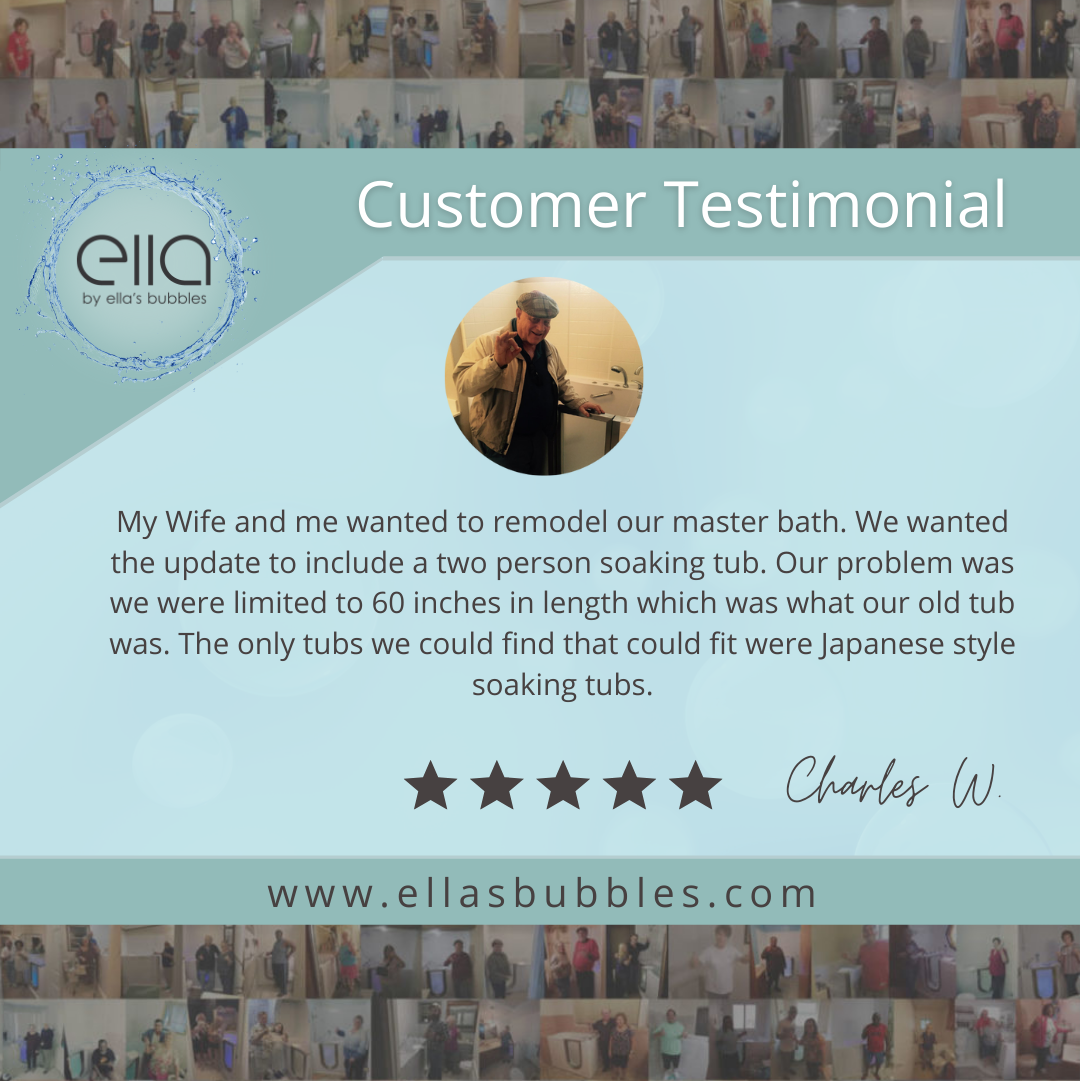 Customer Testimonial
ella
by ella's bubbles
My Wife and me wanted to remodel our master bath. We wanted
the update to include a two person soaking tub. Our problem was
we were limited to 60 inches in length which was what our old tub
was. The only tubs we could find that could fit were Japanese style
soaking tubs.
Charles W.
www.ellasbubbles.com